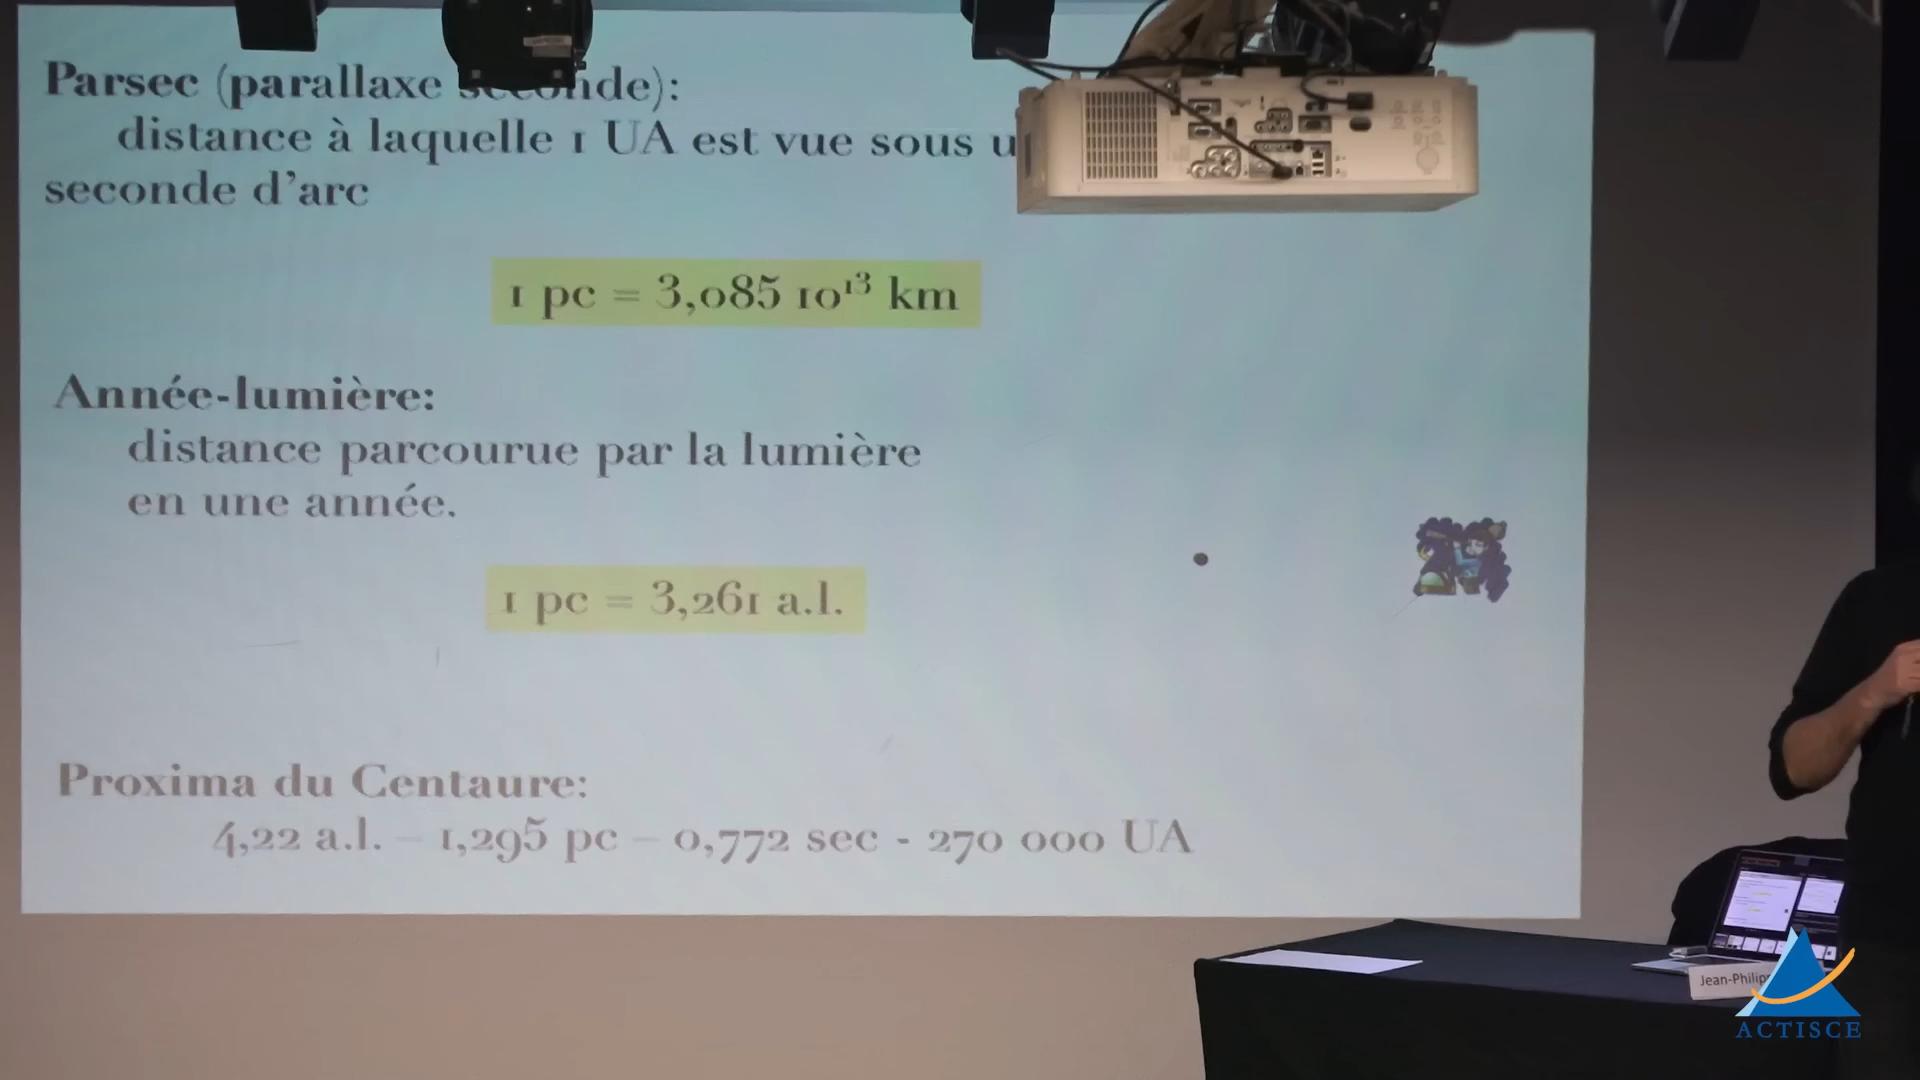 Parsec (parallaxe seconde):
distance à laquelle 1 UA est vue sous
seconde d'arc
1 pc = 3,085 10¹³ km
Année-lumière:
distance parcourue par la lumière
en une année.
1 pc = 3,261 a.l.
Proxima du Centaure:
4,22 a.l. – 1,295 pc – 0,772 sec - 270 000 UA
Jean-Philip
ACTISCE